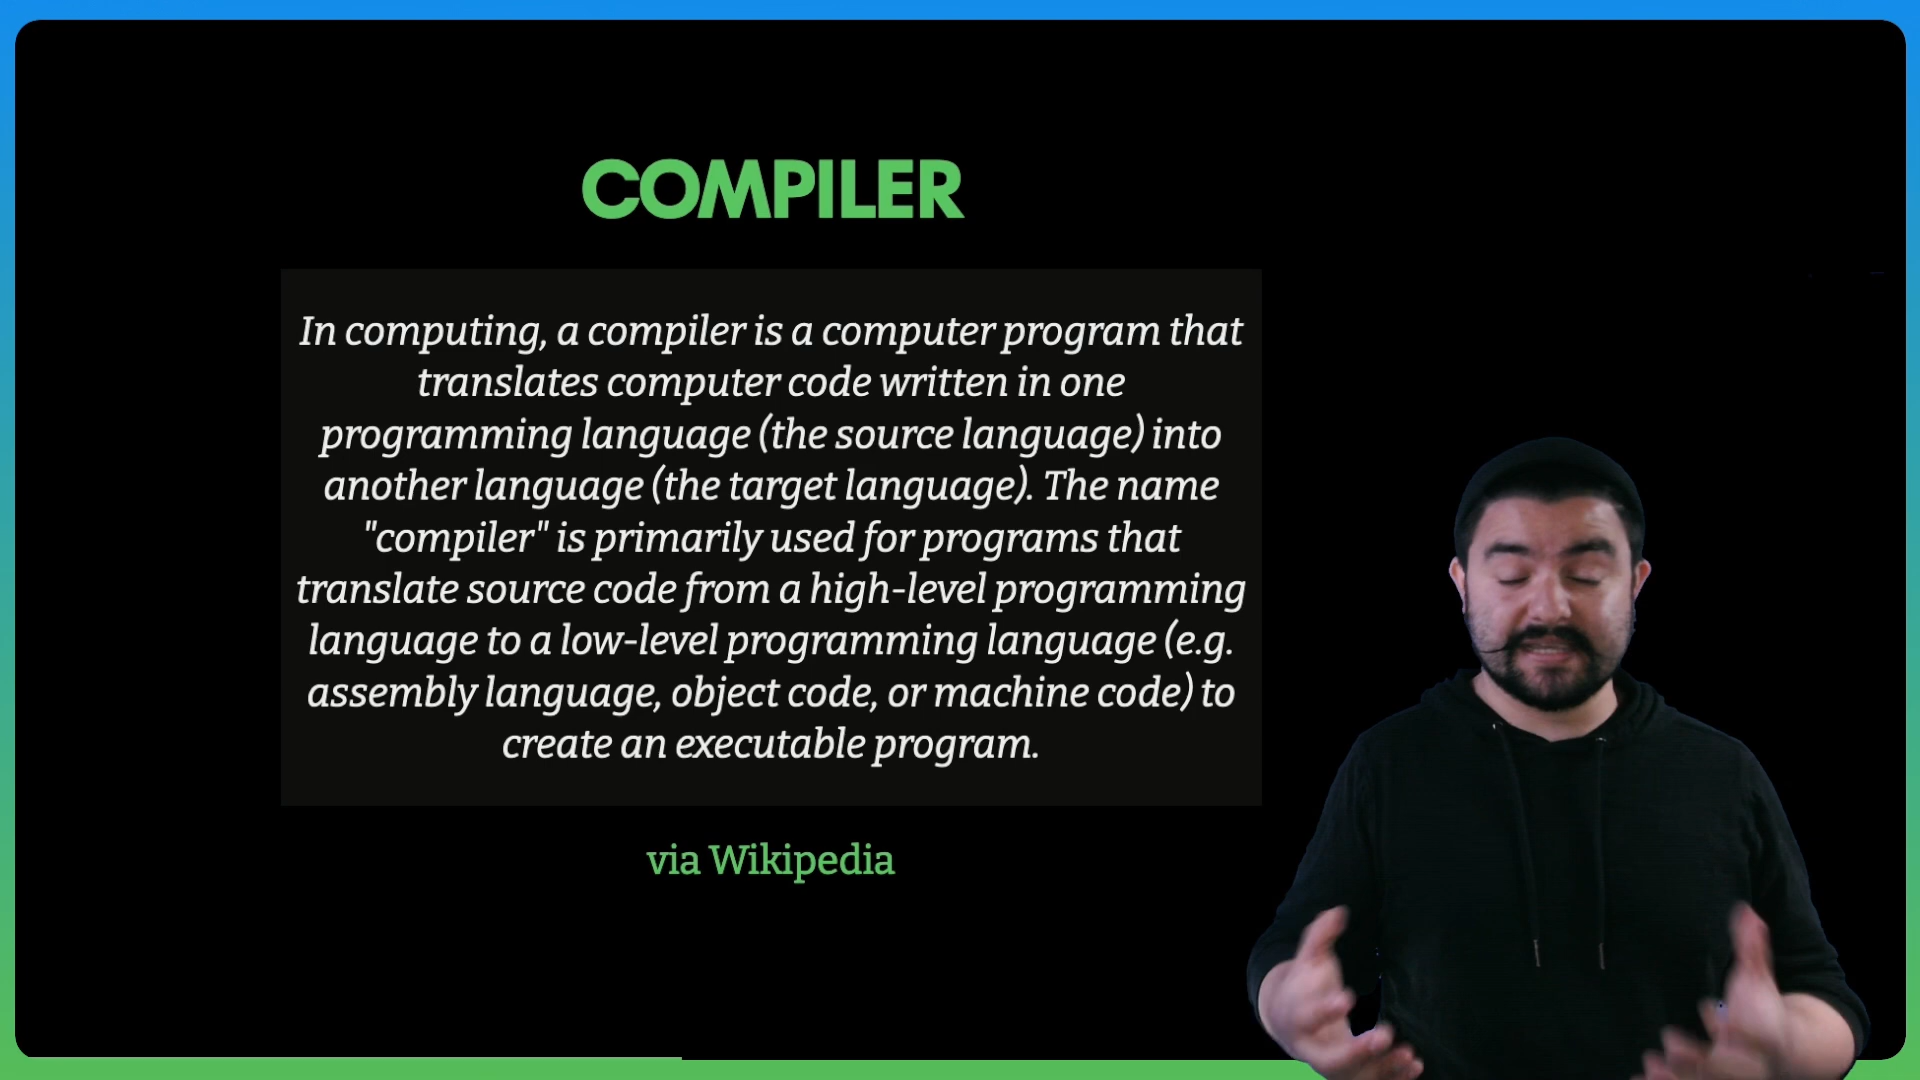 COMPILER
In computing, a compiler is a computer program that
translates computer code written in one
programming language (the source language) into
another language (the target language). The name
"compiler" is primarily used for programs that
translate source code from a high-level programming
language to a low-level programming language (e.g.
assembly language, object code, or machine code) to
create an executable program.
via Wikipedia